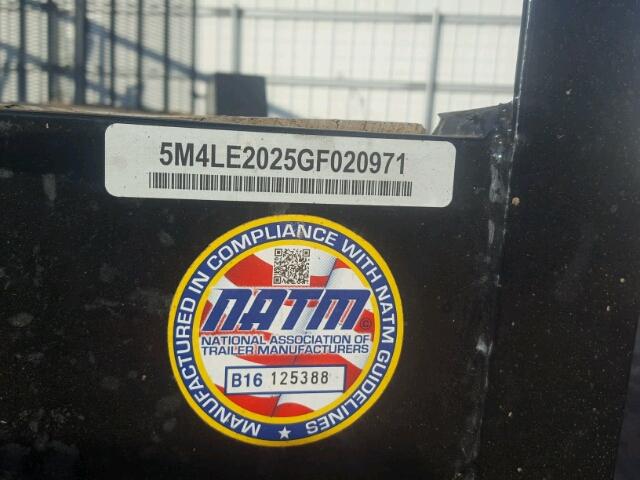 5M4LE2025GF020971
MANUFACTURED IN COMPLIANCE WITH NATM GUIDELINES
NATM ©
NATIONAL ASSOCIATION OF
TRAILER MANUFACTURERS
B16 125388